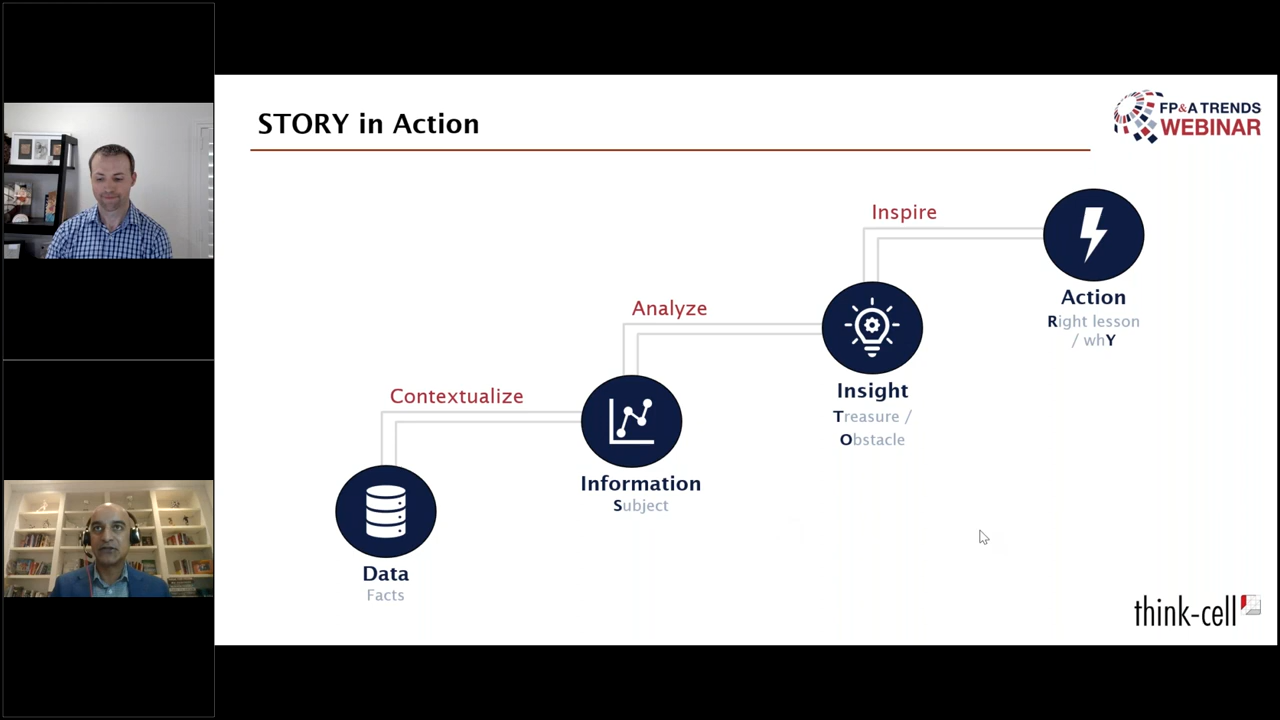 STORY in Action
FP&A TRENDS
WEBINAR
Inspire
Action
Right lesson
/ whY
Analyze
Insight
Treasure /
Obstacle
Contextualize
Information
Subject
Data
Facts
think-cell